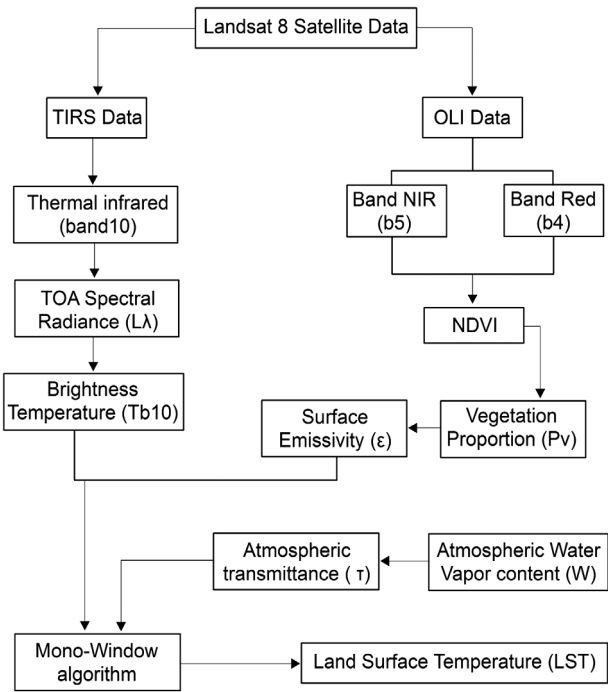 Landsat 8 Satellite Data
TIRS Data
OLI Data
Thermal infrared
(band10)
Band NIR
(b5)
Band Red
(b4)
TOA Spectral
Radiance (Lλ)
NDVI
Brightness
Temperature (Tb10)
Surface
Emissivity (ε)
Vegetation
Proportion (Pv)
Atmospheric
transmittance ( τ)
Atmospheric Water
Vapor content (W)
Mono-Window
algorithm
Land Surface Temperature (LST)